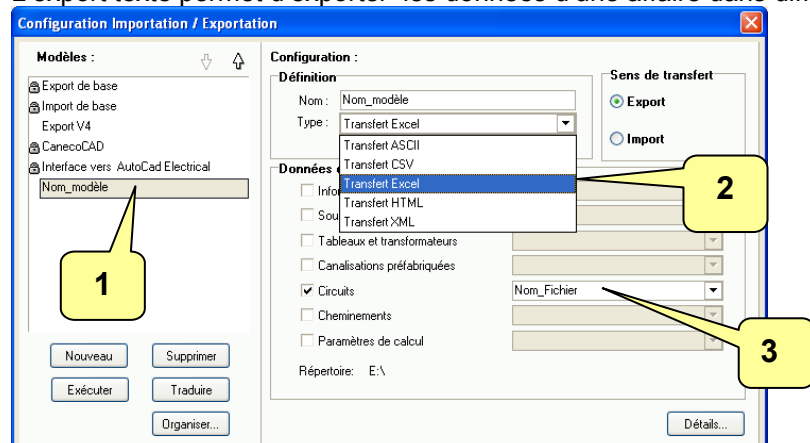 L'export texte permet d'exporter les données d'une affaire dans
Configuration Importation / Exportation
Modèles :
Export de base
Import de base
Export V4
CanecoCAD
Interface vers AutoCad Electrical
Nom_modèle
1
Nouveau
Supprimer
Exécuter
Traduire
Organiser...
Configuration :
Définition
Nom : Nom_modèle
Type : Transfert Excel
Transfert ASCII
Transfert CSV
Transfert Excel
Transfert HTML
Transfert XML
2
Sens de transfert
Export
Import
Données
Tableaux et transformateurs
Canalisations préfabriquées
Circuits
Nom_Fichier
Cheminements
Paramètres de calcul
3
Répertoire: E:\
Détails...